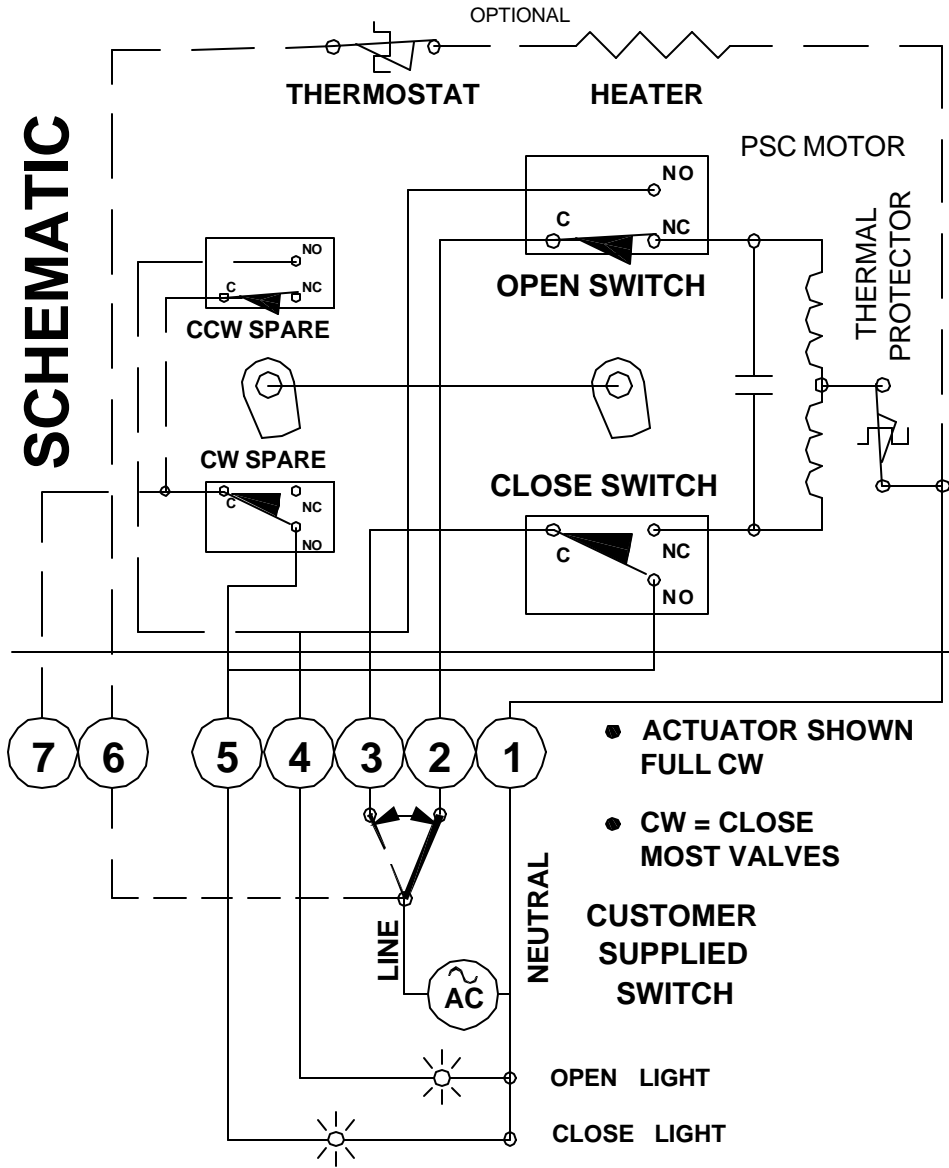 OPTIONAL
THERMOSTAT
HEATER
SCHEMATIC
PSC MOTOR
NO
C
NC
OPEN SWITCH
THERMAL
PROTECTOR
NO
C
NC
CCW SPARE
CW SPARE
C
NC
NO
CLOSE SWITCH
C
NC
NO
7
6
5
4
3
2
1
ACTUATOR SHOWN
FULL CW
CW = CLOSE
MOST VALVES
LINE
NEUTRAL
CUSTOMER
SUPPLIED
SWITCH
AC
OPEN LIGHT
CLOSE LIGHT